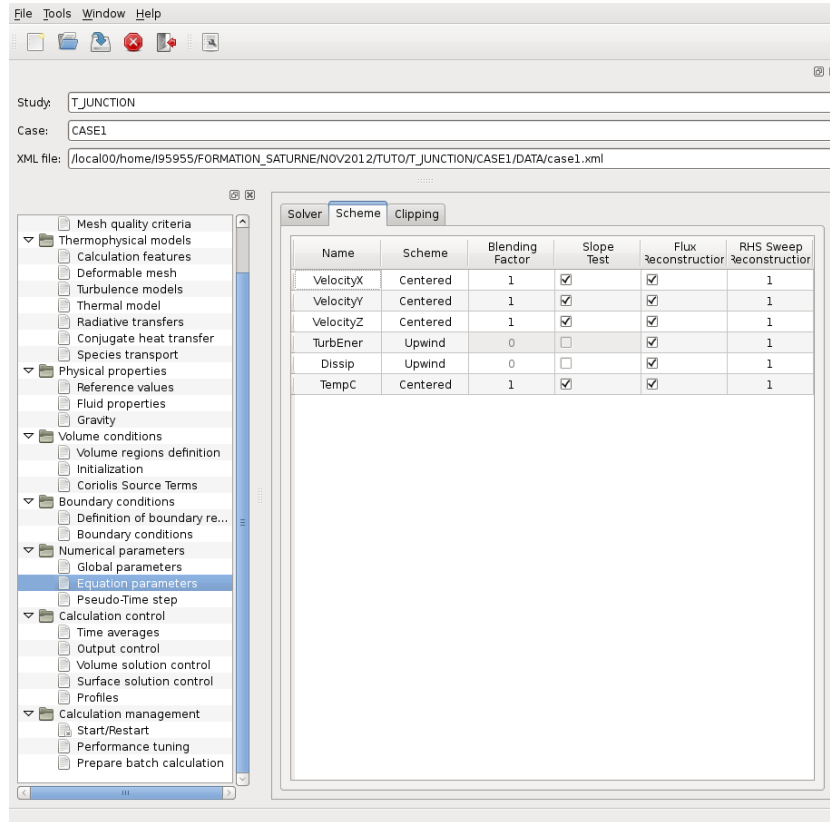 File Tools Window Help
Study: T_JUNCTION
Case: CASE1
XML file: /local00/home/I95955/FORMATION_SATURNE/NOV2012/TUTO/T_JUNCTION/CASE1/DATA/case1.xml
Mesh quality criteria
Thermophysical models
Calculation features
Deformable mesh
Turbulence models
Thermal model
Radiative transfers
Conjugate heat transfer
Species transport
Physical properties
Reference values
Fluid properties
Gravity
Volume conditions
Volume regions definition
Initialization
Coriolis Source Terms
Boundary conditions
Definition of boundary re...
Boundary conditions
Numerical parameters
Global parameters
Equation parameters
Pseudo-Time step
Calculation control
Time averages
Output control
Volume solution control
Surface solution control
Profiles
Calculation management
Start/Restart
Performance tuning
Prepare batch calculation
Solver Scheme Clipping
Name Scheme Blending Factor Slope Test Flux Reconstruction RHS Sweep Reconstruction
VelocityX Centered 1 1
VelocityY Centered 1 1
VelocityZ Centered 1 1
TurbEner Upwind 0 1
Dissip Upwind 0 1
TempC Centered 1 1